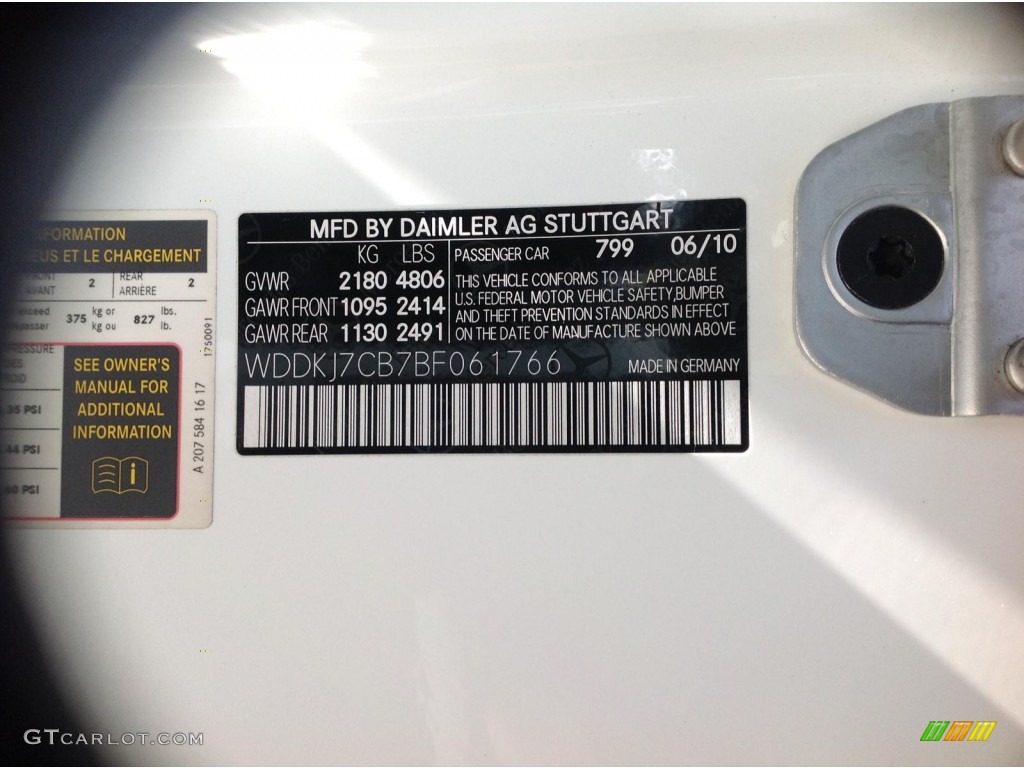 MFD BY DAIMLER AG STUTTGART
KG LBS
GVWR 2180 4806
GAWR FRONT 1095 2414
GAWR REAR 1130 2491
PASSENGER CAR 799 06/10
THIS VEHICLE CONFORMS TO ALL APPLICABLE
U.S. FEDERAL MOTOR VEHICLE SAFETY,BUMPER
AND THEFT PREVENTION STANDARDS IN EFFECT
ON THE DATE OF MANUFACTURE SHOWN ABOVE
WDDKJ7CB7BF061766 MADE IN GERMANY
ET LE CHARGEMENT
2 REAR 2
AVANT ARRIÈRE
375 kg or 827 lbs.
kg ou lb.
1750091
SEE OWNER'S
MANUAL FOR
ADDITIONAL
INFORMATION
35 PSI
44 PSI
60 PSI
A 207 584 16 17
GTCARLOT.COM